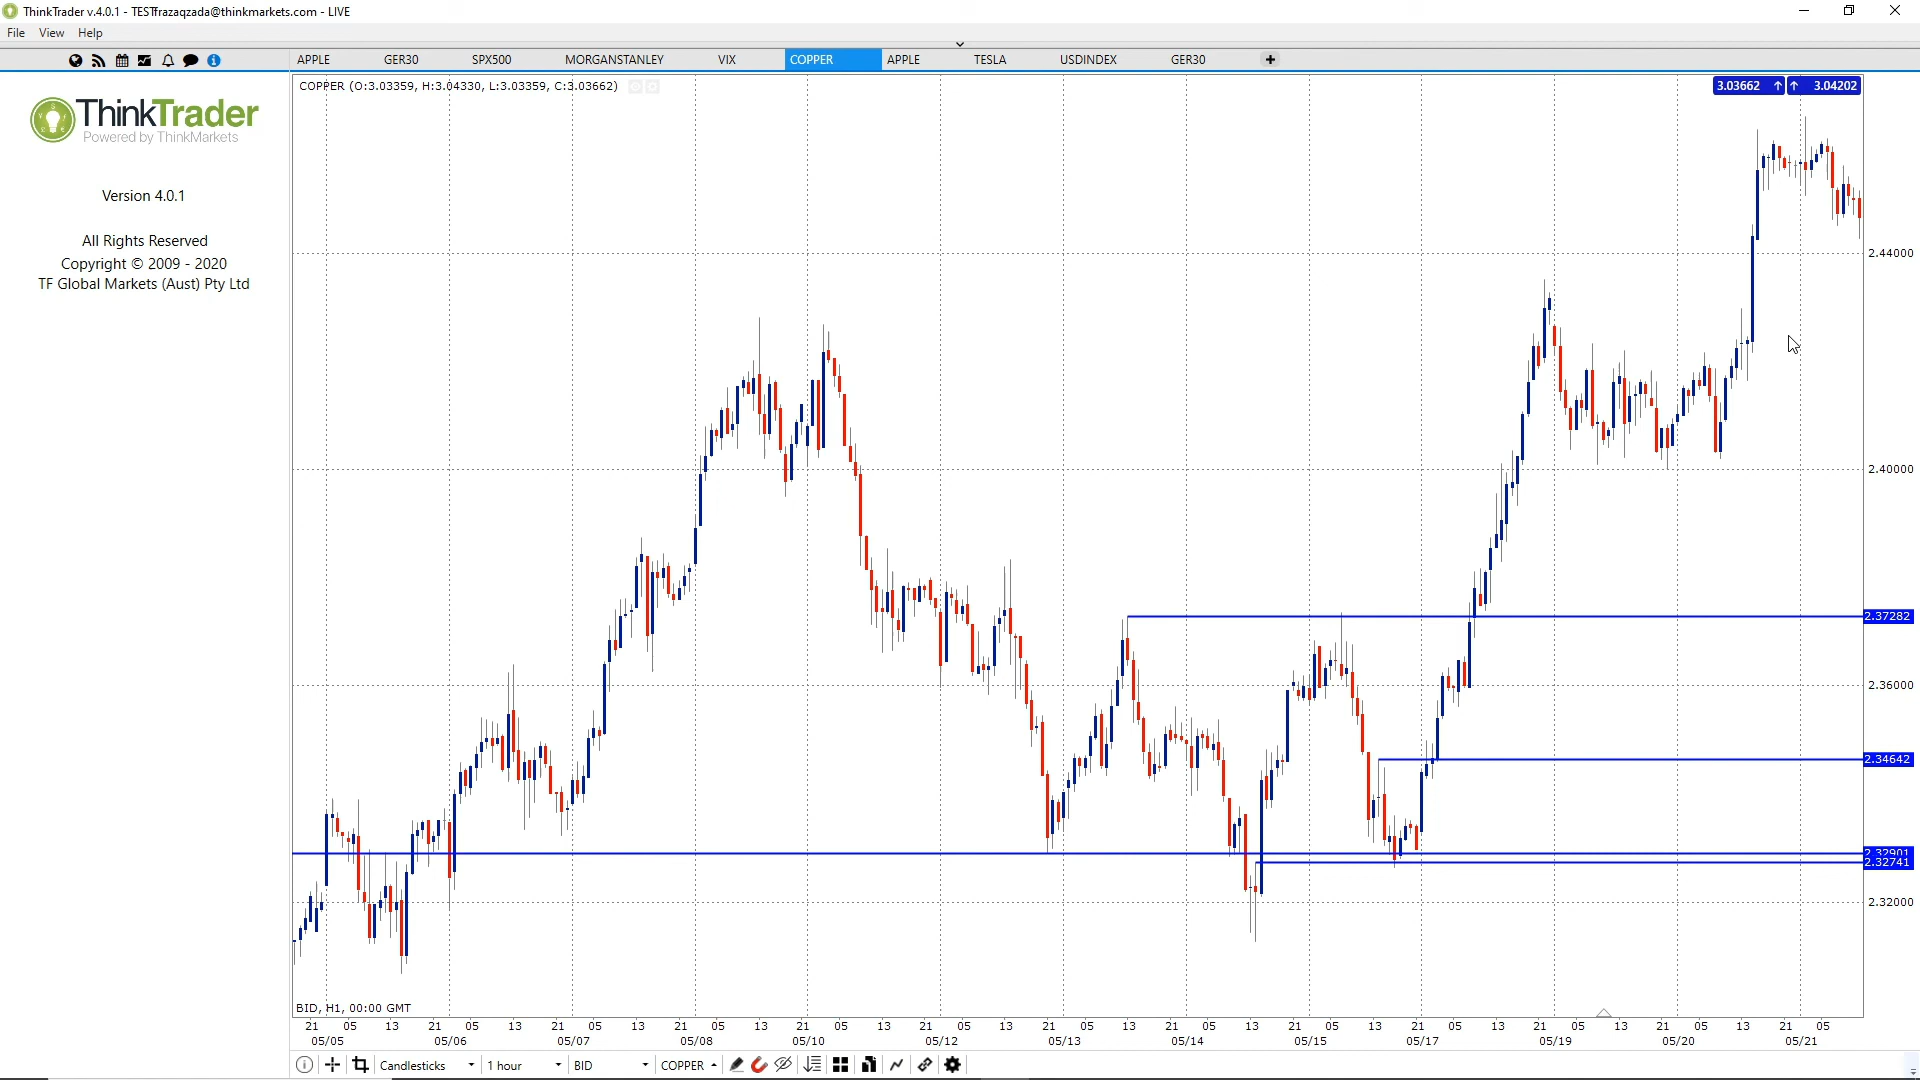 ThinkTrader v.4.0.1 - TESTfrazaqzada@thinkmarkets.com - LIVE
File View Help
APPLE GER30 SPX500 MORGANSTANLEY VIX COPPER APPLE TESLA USDINDEX GER30 +
COPPER (O:3.03359, H:3.04330, L:3.03359, C:3.03662)
3.03662 3.04202
ThinkTrader
Powered by ThinkMarkets
Version 4.0.1
All Rights Reserved
Copyright © 2009 - 2020
TF Global Markets (Aust) Pty Ltd
2.44000
2.40000
2.37282
2.36000
2.34642
2.32901
2.32741
2.32000
BID, H1, 00:00 GMT
21 05 13 21 05 13 21 05 13 21 05 13 21 05 13 21 05 13 21 05 13 21 05 13 21 05 13 21 05 13 21 05 13 21 05
05/05 05/06 05/07 05/08 05/10 05/12 05/13 05/14 05/15 05/17 05/19 05/20 05/21
Candlesticks 1 hour BID COPPER